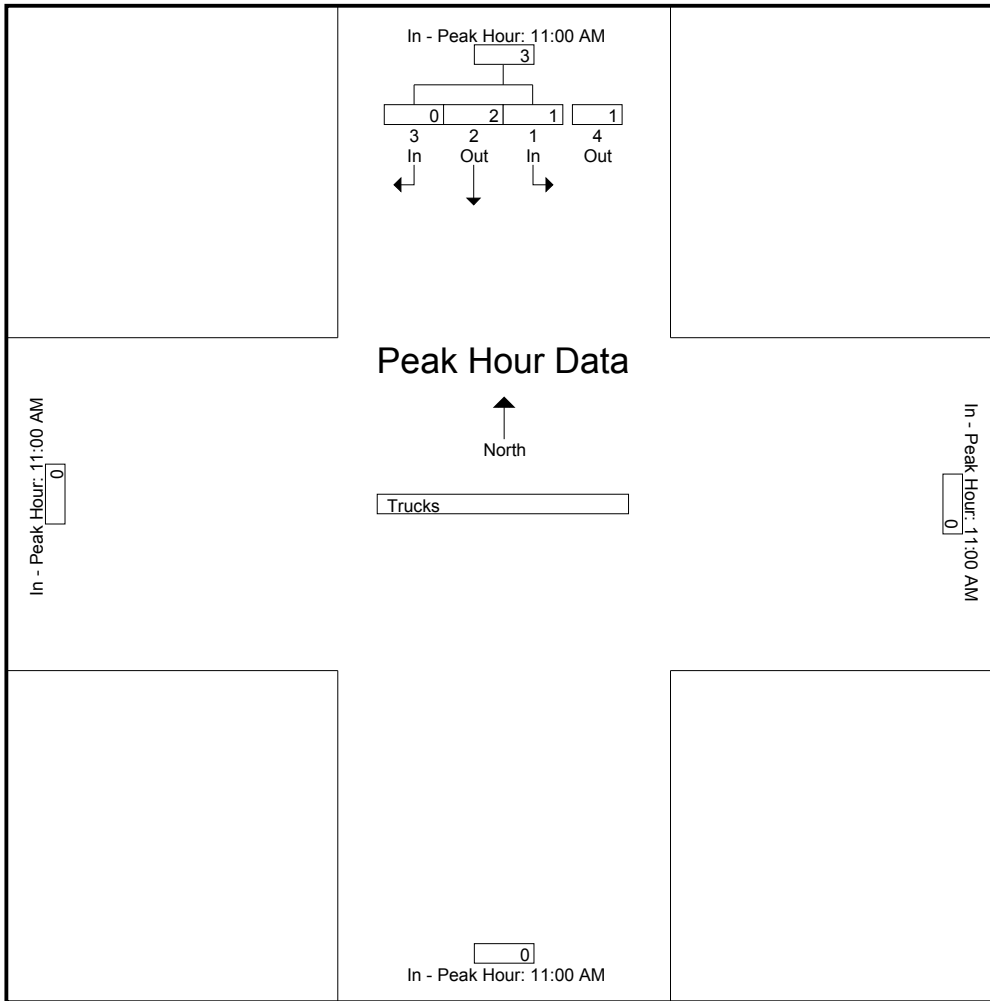 In - Peak Hour: 11:00 AM
3
0 2 1 1
3 2 1 4
In Out In Out
Peak Hour Data
North
In - Peak Hour: 11:00 AM
0
Trucks
0
In - Peak Hour: 11:00 AM
0
In - Peak Hour: 11:00 AM